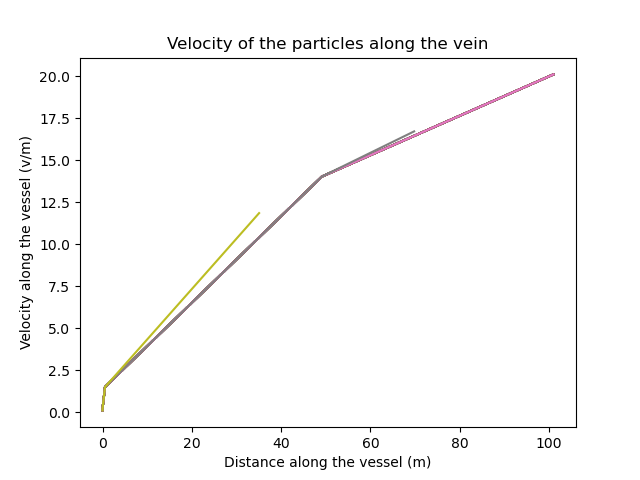 Velocity of the particles along the vein
20.0
17.5
15.0
12.5
10.0
7.5
5.0
2.5
0.0
Velocity along the vessel (v/m)
0 20 40 60 80 100
Distance along the vessel (m)